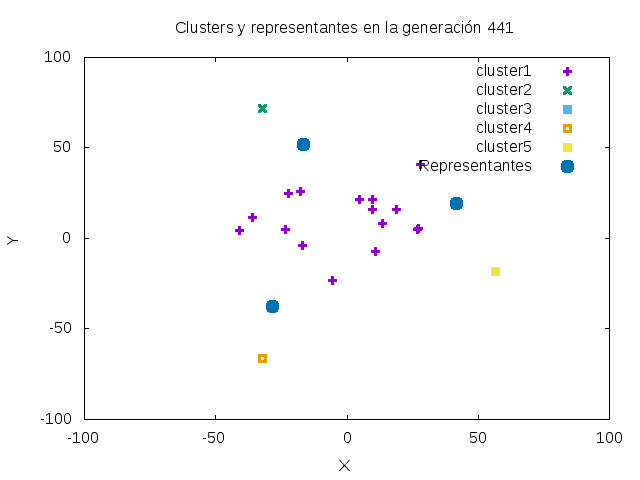 Clusters y representantes en la generación 441
100
50
0
-50
-100
-100
-50
0
50
100
Y
X
cluster1
cluster2
cluster3
cluster4
cluster5
Representantes